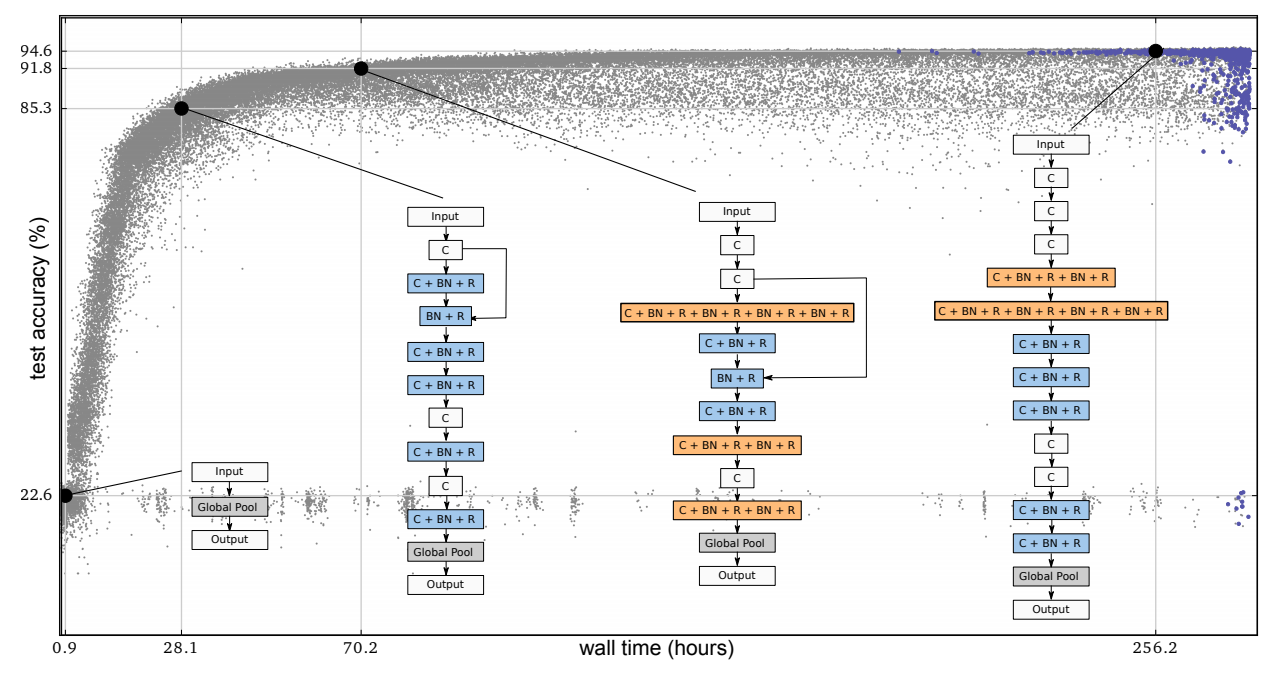 94.6
91.8
85.3
22.6
test accuracy (%)
0.9
28.1
70.2
256.2
wall time (hours)
Input
Global Pool
Output
Input
C
C + BN + R
BN + R
C + BN + R
C + BN + R
C
C + BN + R
C
C + BN + R
Global Pool
Output
Input
C
C
C + BN + R + BN + R + BN + R + BN + R
C + BN + R
BN + R
C + BN + R
C + BN + R + BN + R
C
C + BN + R + BN + R
Global Pool
Output
Input
C
C
C
C + BN + R + BN + R
C + BN + R + BN + R + BN + R + BN + R
C + BN + R
C + BN + R
C + BN + R
C
C
C + BN + R
C + BN + R
Global Pool
Output